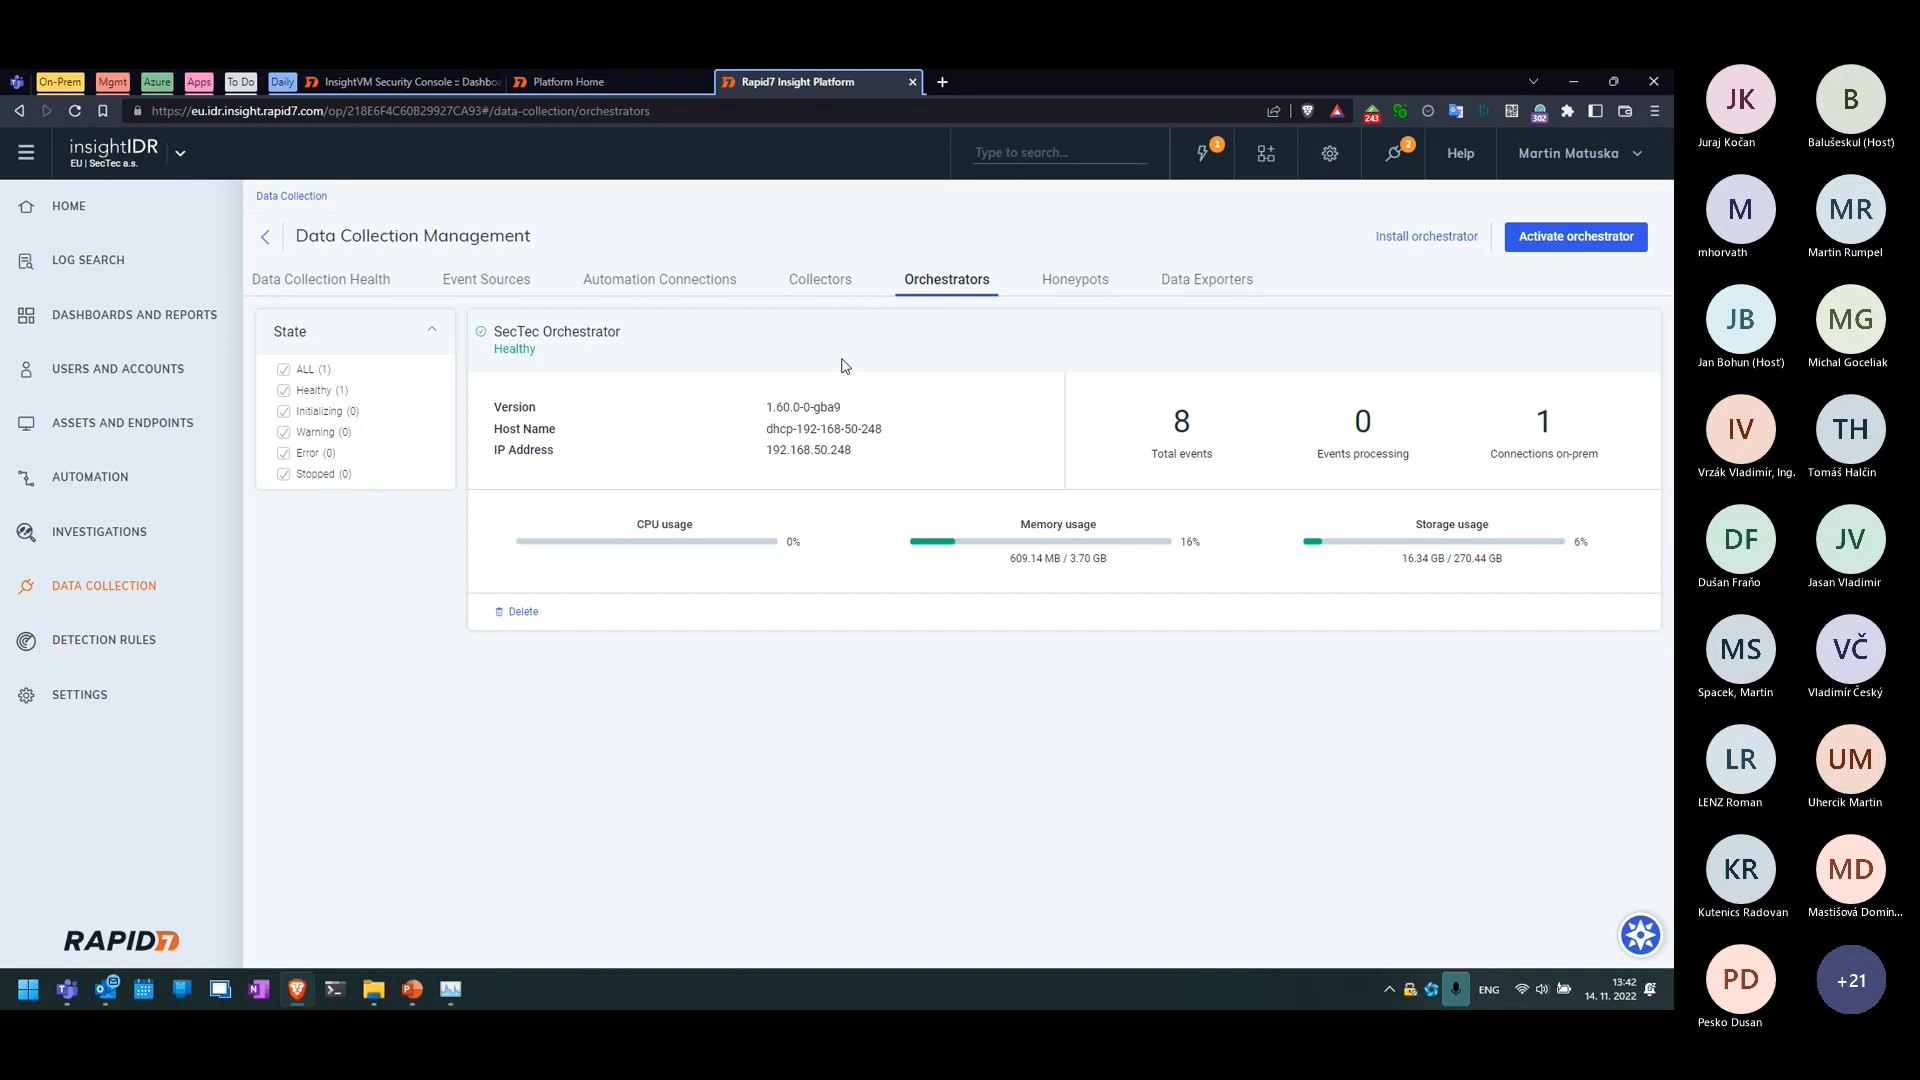 On-Prem
Mgmt
Azure
Apps
To Do
Daily
InsightVM Security Console :: Dashbo
Platform Home
Rapid7 Insight Platform
https://eu.idr.insight.rapid7.com/op/218E6F4C60B29927CA93#/data-collection/orchestrators
243
302
insightIDR
EU | SecTec a.s.
Type to search...
1
2
Help
Martin Matuska
HOME
LOG SEARCH
DASHBOARDS AND REPORTS
USERS AND ACCOUNTS
ASSETS AND ENDPOINTS
AUTOMATION
INVESTIGATIONS
DATA COLLECTION
DETECTION RULES
SETTINGS
RAPID7
Data Collection
Data Collection Management
Install orchestrator
Activate orchestrator
Data Collection Health
Event Sources
Automation Connections
Collectors
Orchestrators
Honeypots
Data Exporters
State
ALL (1)
Healthy (1)
Initializing (0)
Warning (0)
Error (0)
Stopped (0)
SecTec Orchestrator
Healthy
Version 1.60.0-0-gba9
Host Name dhcp-192-168-50-248
IP Address 192.168.50.248
8
Total events
0
Events processing
1
Connections on-prem
CPU usage
0%
Memory usage
16%
609.14 MB / 3.70 GB
Storage usage
6%
16.34 GB / 270.44 GB
Delete
ENG
13:42
14. 11. 2022
JK
Juraj Kočan
B
Balušeskul (Hosť)
M
mhorvath
MR
Martin Rumpel
JB
Jan Bohun (Hosť)
MG
Michal Goceliak
IV
Vrzák Vladimír, Ing.
TH
Tomáš Halčin
DF
Dušan Fraňo
JV
Jasan Vladimir
MS
Spacek, Martin
VČ
Vladimír Český
LR
LENZ Roman
UM
Uhercik Martin
KR
Kutenics Radovan
MD
Mastišová Domin...
PD
Pesko Dusan
+21